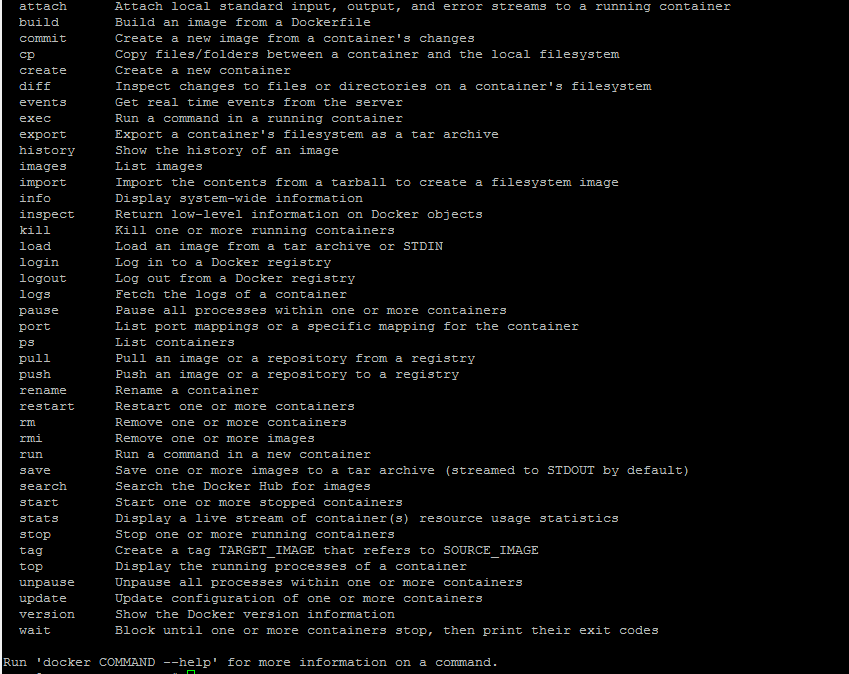 attach Attach local standard input, output, and error streams to a running container
build Build an image from a Dockerfile
commit Create a new image from a container's changes
cp Copy files/folders between a container and the local filesystem
create Create a new container
diff Inspect changes to files or directories on a container's filesystem
events Get real time events from the server
exec Run a command in a running container
export Export a container's filesystem as a tar archive
history Show the history of an image
images List images
import Import the contents from a tarball to create a filesystem image
info Display system-wide information
inspect Return low-level information on Docker objects
kill Kill one or more running containers
load Load an image from a tar archive or STDIN
login Log in to a Docker registry
logout Log out from a Docker registry
logs Fetch the logs of a container
pause Pause all processes within one or more containers
port List port mappings or a specific mapping for the container
ps List containers
pull Pull an image or a repository from a registry
push Push an image or a repository to a registry
rename Rename a container
restart Restart one or more containers
rm Remove one or more containers
rmi Remove one or more images
run Run a command in a new container
save Save one or more images to a tar archive (streamed to STDOUT by default)
search Search the Docker Hub for images
start Start one or more stopped containers
stats Display a live stream of container(s) resource usage statistics
stop Stop one or more running containers
tag Create a tag TARGET_IMAGE that refers to SOURCE_IMAGE
top Display the running processes of a container
unpause Unpause all processes within one or more containers
update Update configuration of one or more containers
version Show the Docker version information
wait Block until one or more containers stop, then print their exit codes
Run 'docker COMMAND --help' for more information on a command.